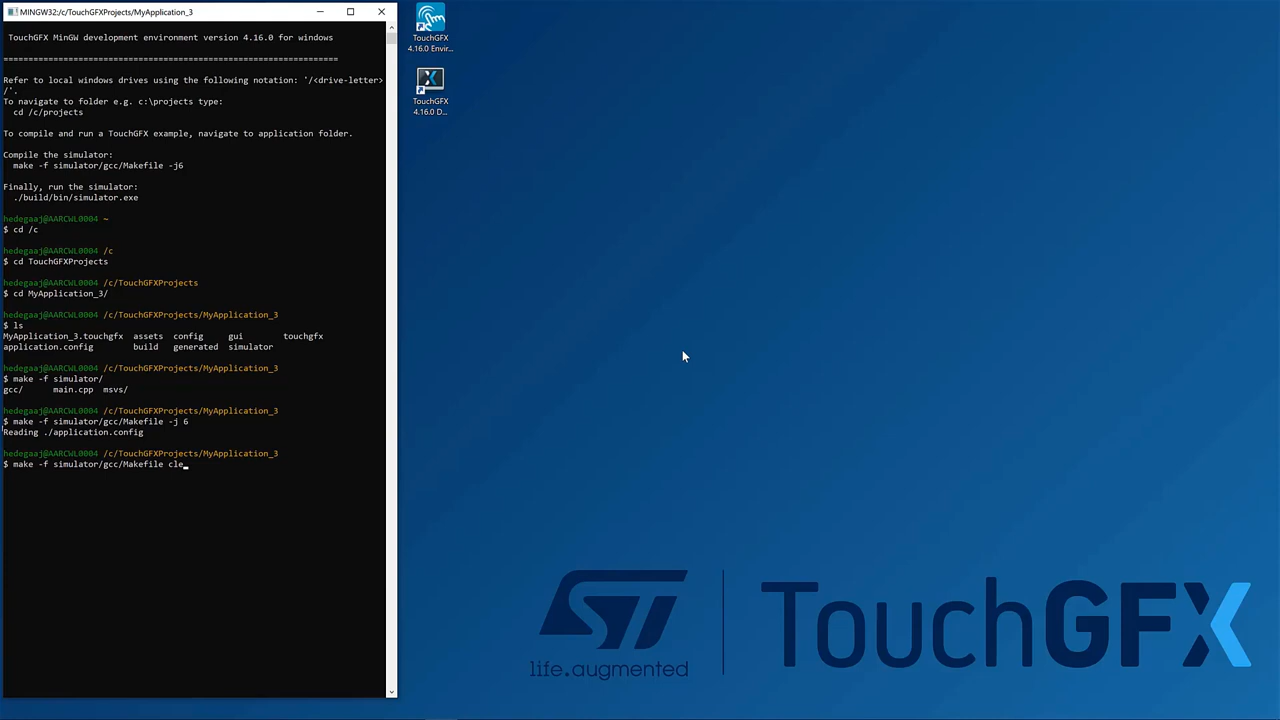 MINGW32:/c/TouchGFXProjects/MyApplication_3
TouchGFX MinGW development environment version 4.16.0 for windows
===================================================================
Refer to local windows drives using the following notation: '/<drive-letter>
/'.
To navigate to folder e.g. c:\projects type:
cd /c/projects
To compile and run a TouchGFX example, navigate to application folder.
Compile the simulator:
make -f simulator/gcc/Makefile -j6
Finally, run the simulator:
./build/bin/simulator.exe
hedegaaj@AARCWL0004 ~
$ cd /c
hedegaaj@AARCWL0004 /c
$ cd TouchGFXProjects
hedegaaj@AARCWL0004 /c/TouchGFXProjects
$ cd MyApplication_3/
hedegaaj@AARCWL0004 /c/TouchGFXProjects/MyApplication_3
$ ls
MyApplication_3.touchgfx  assets  config     gui        touchgfx
application.config        build   generated  simulator
hedegaaj@AARCWL0004 /c/TouchGFXProjects/MyApplication_3
$ make -f simulator/
gcc/      main.cpp  msvs/
hedegaaj@AARCWL0004 /c/TouchGFXProjects/MyApplication_3
$ make -f simulator/gcc/Makefile -j 6
Reading ./application.config
hedegaaj@AARCWL0004 /c/TouchGFXProjects/MyApplication_3
$ make -f simulator/gcc/Makefile cle
TouchGFX
4.16.0 Envir...
TouchGFX
4.16.0 D...
ST
life.augmented
TouchGFX